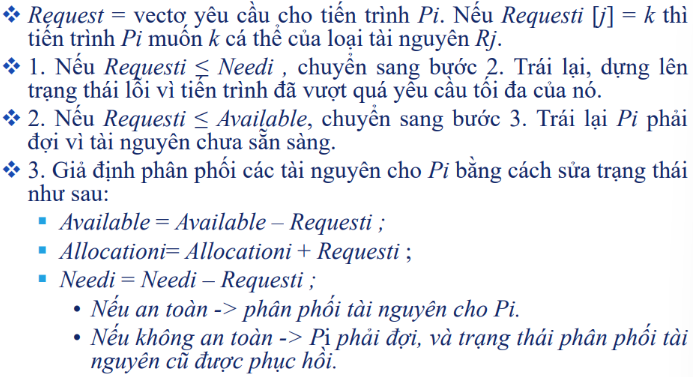 ❖ Request = vectơ yêu cầu cho tiến trình Pi. Nếu Requesti [j] = k thì
tiến trình Pi muốn k cá thể của loại tài nguyên Rj.
❖ 1. Nếu Requesti ≤ Needi , chuyển sang bước 2. Trái lại, dựng lên
trạng thái lỗi vì tiến trình đã vượt quá yêu cầu tối đa của nó.
❖ 2. Nếu Requesti ≤ Available, chuyển sang bước 3. Trái lại Pi phải
đợi vì tài nguyên chưa sẵn sàng.
❖ 3. Giả định phân phối các tài nguyên cho Pi bằng cách sửa trạng thái
như sau:
▪ Available = Available – Requesti ;
▪ Allocationi= Allocationi + Requesti ;
▪ Needi = Needi – Requesti ;
• Nếu an toàn -> phân phối tài nguyên cho Pi.
• Nếu không an toàn -> Pi phải đợi, và trạng thái phân phối tài
nguyên cũ được phục hồi.